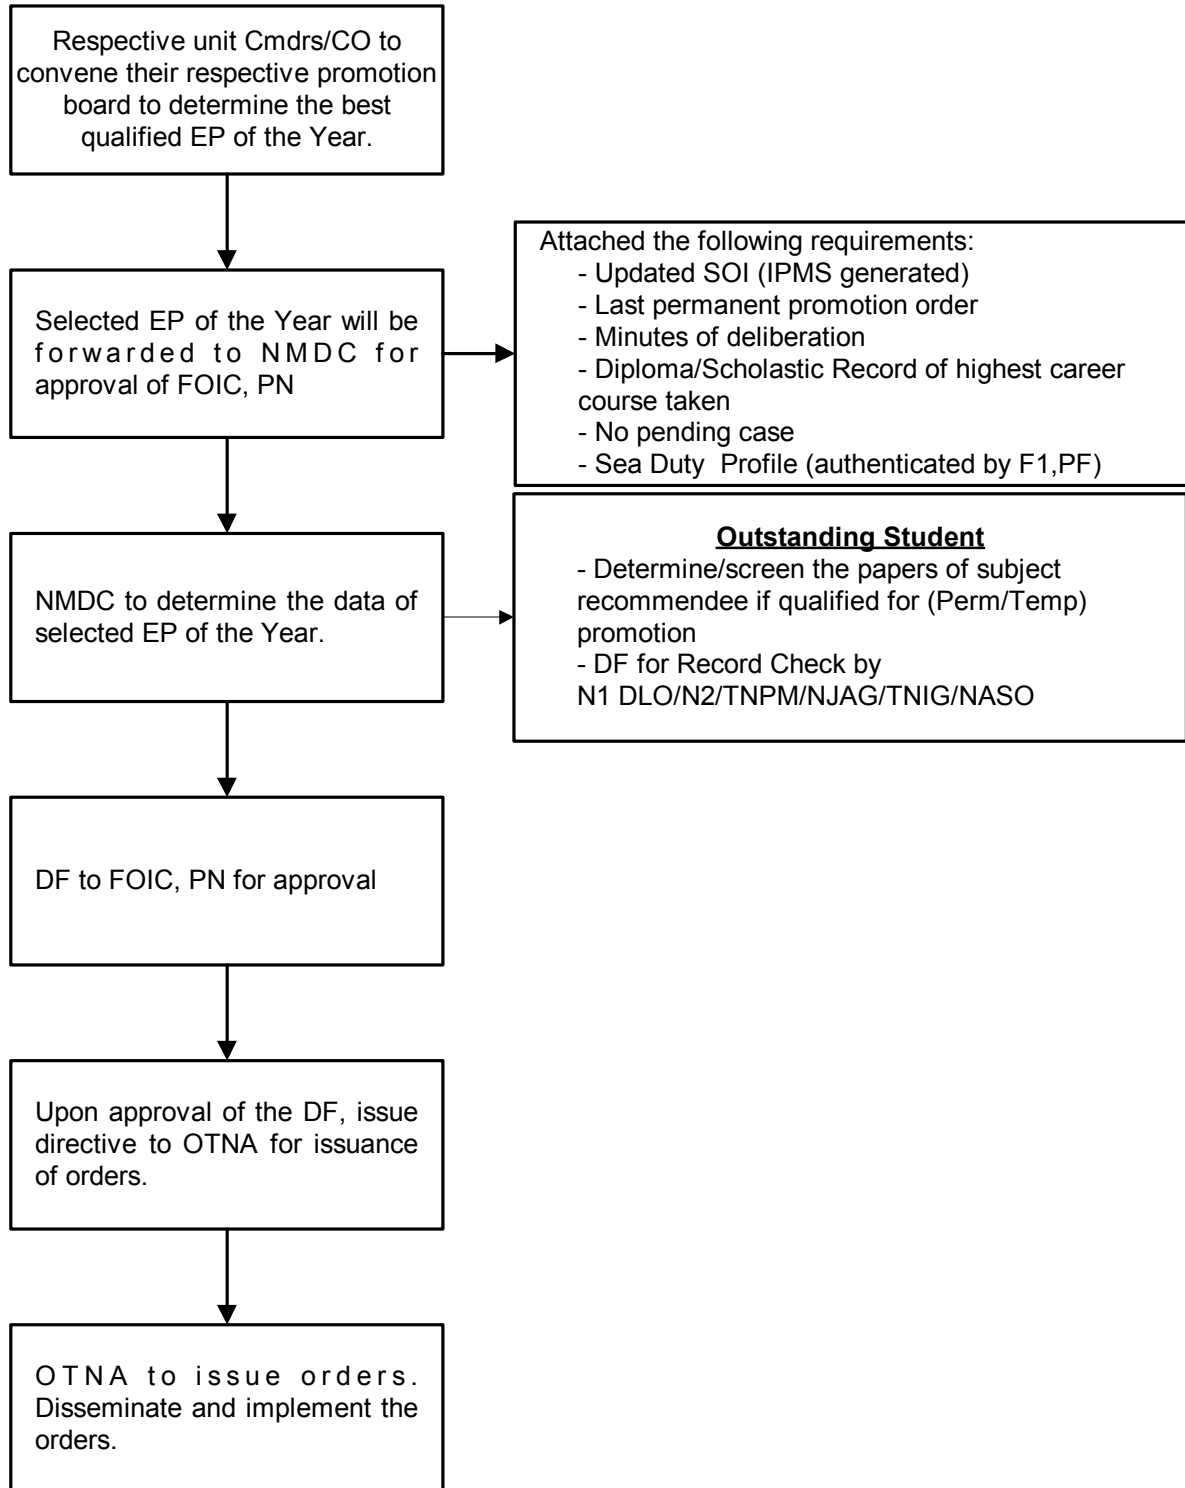 Respective unit Cmdrs/CO to
convene their respective promotion
board to determine the best
qualified EP of the Year.
Selected EP of the Year will be
forwarded to NMDC for
approval of FOIC, PN
Attached the following requirements:
- Updated SOI (IPMS generated)
- Last permanent promotion order
- Minutes of deliberation
- Diploma/Scholastic Record of highest career
course taken
- No pending case
- Sea Duty Profile (authenticated by F1,PF)
NMDC to determine the data of
selected EP of the Year.
Outstanding Student
- Determine/screen the papers of subject
recommendee if qualified for (Perm/Temp)
promotion
- DF for Record Check by
N1 DLO/N2/TNPM/NJAG/TNIG/NASO
DF to FOIC, PN for approval
Upon approval of the DF, issue
directive to OTNA for issuance
of orders.
OTNA to issue orders.
Disseminate and implement the
orders.